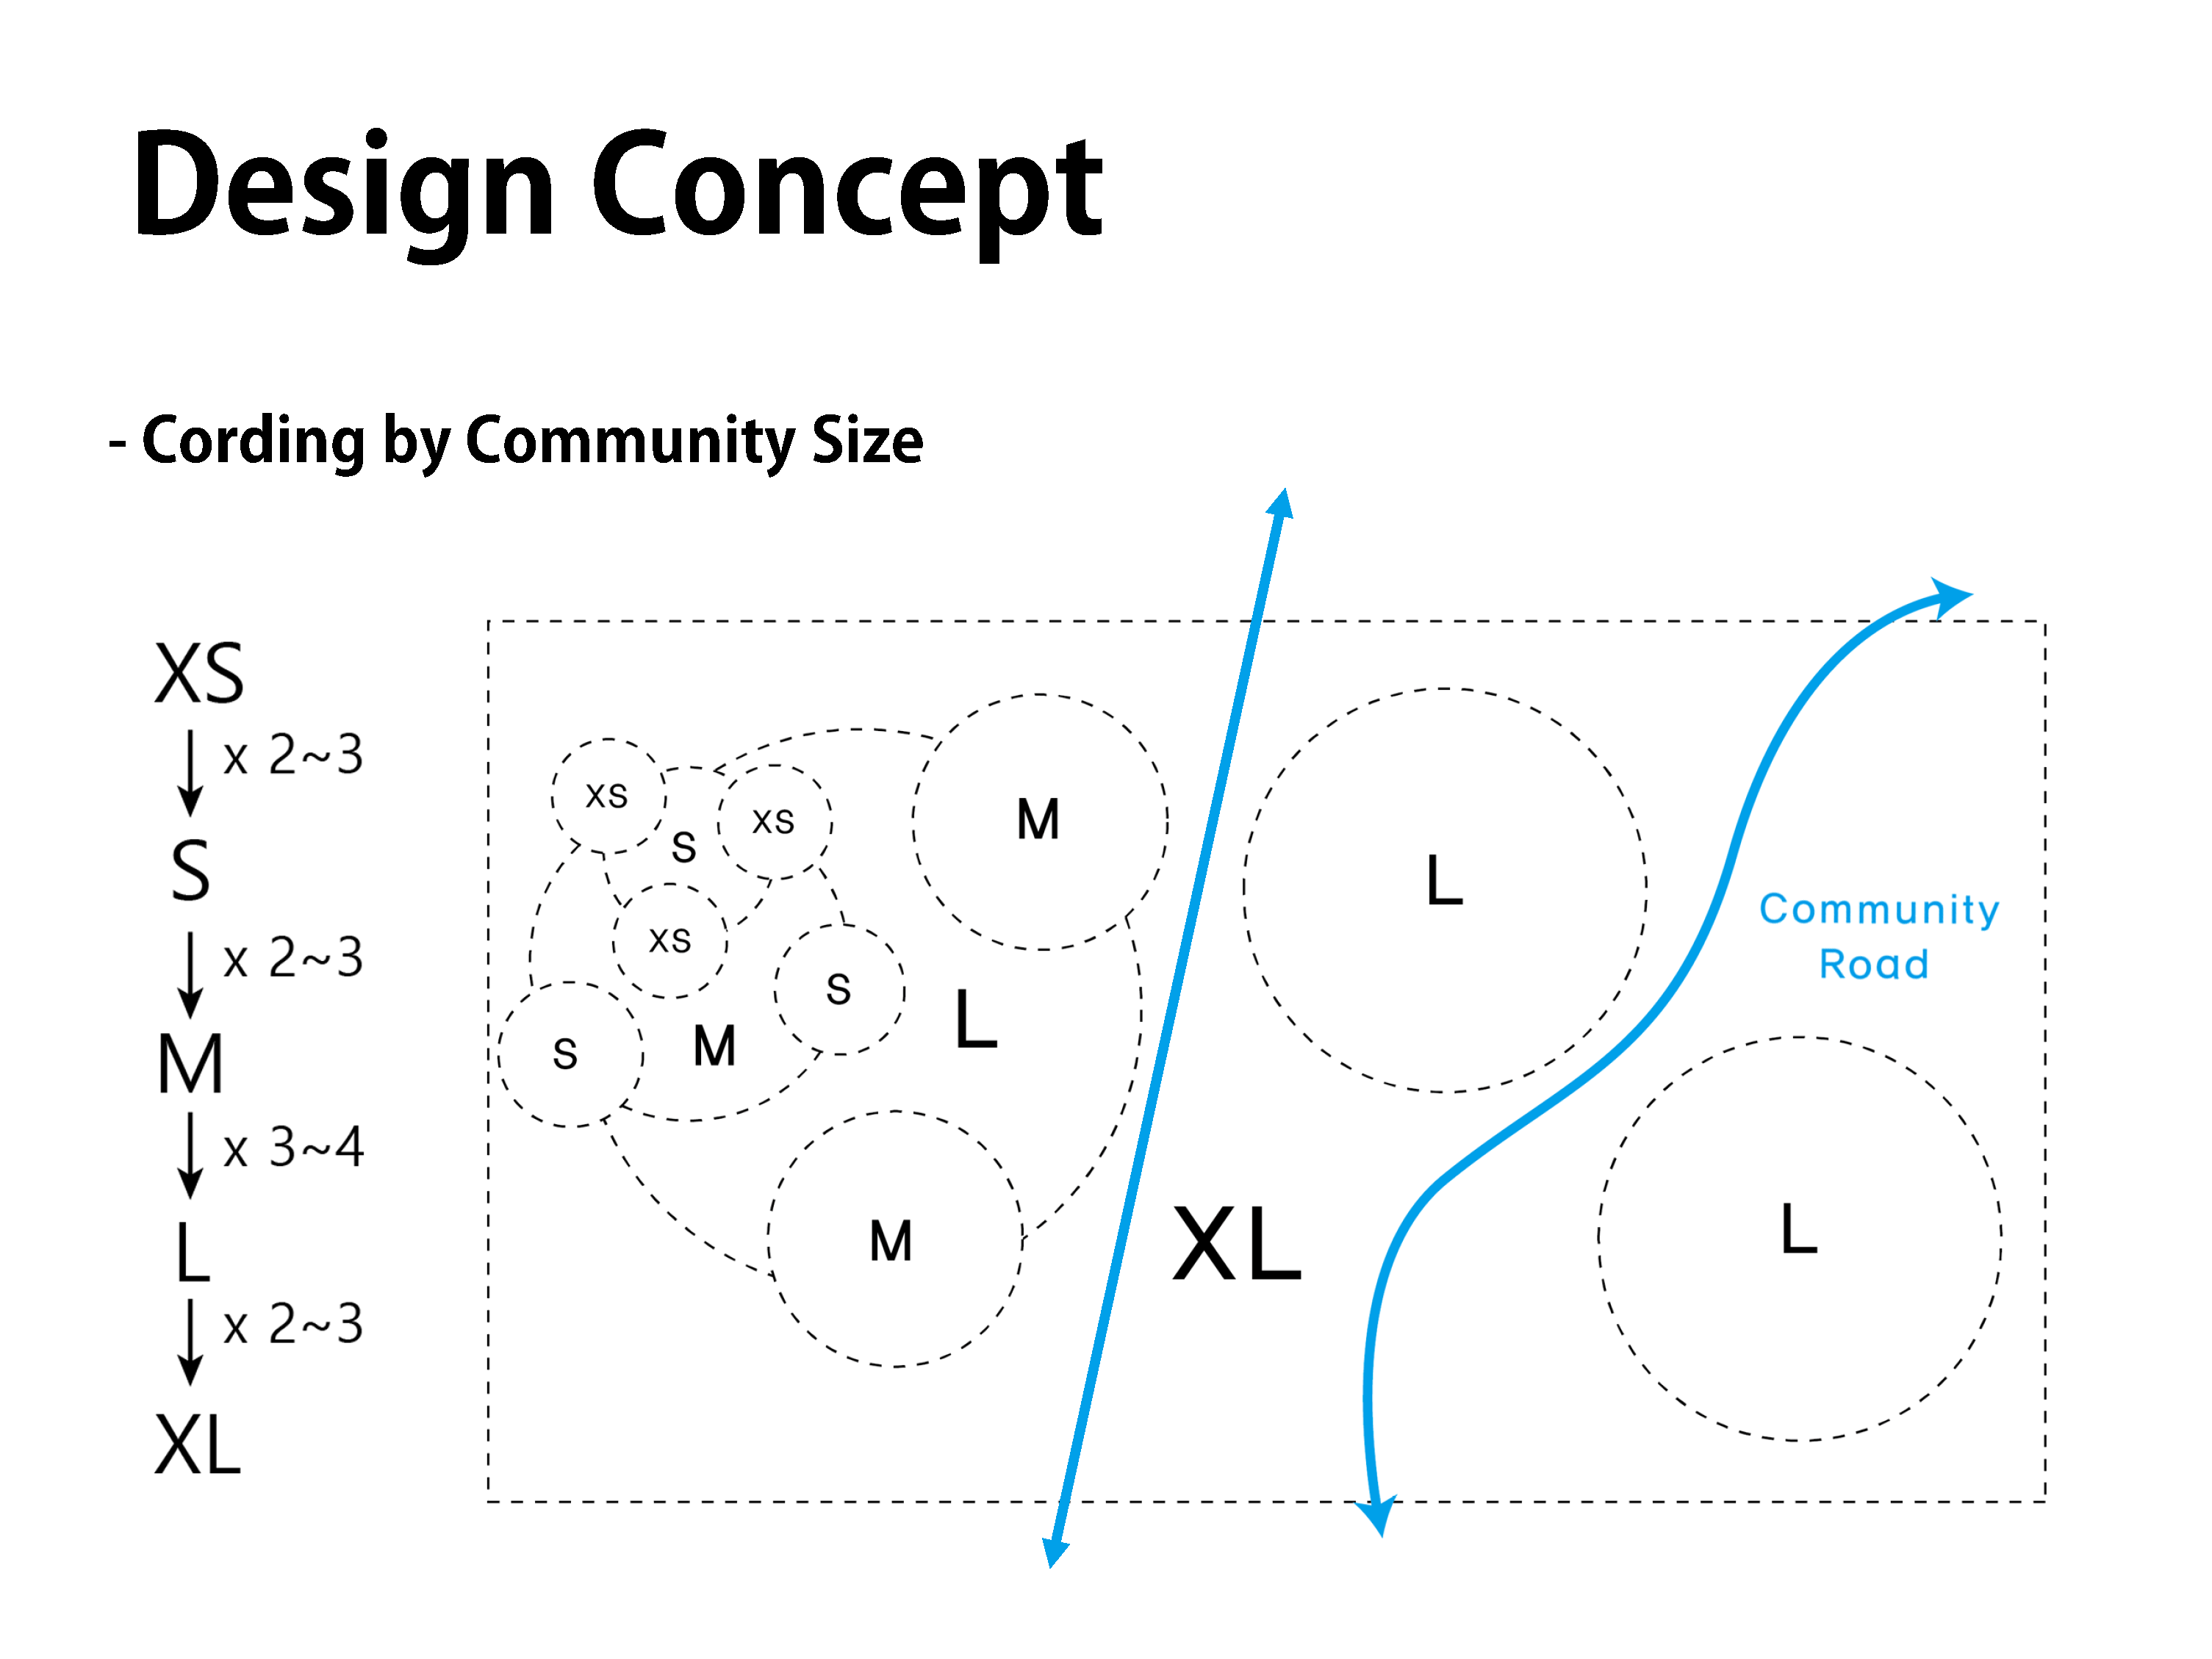 Design Concept
- Cording by Community Size
XS
x 2~3
S
x 2~3
M
x 3~4
L
x 2~3
XL
XS
XS
S
XS
S
S
M
M
L
M
L
XL
L
Community
Road